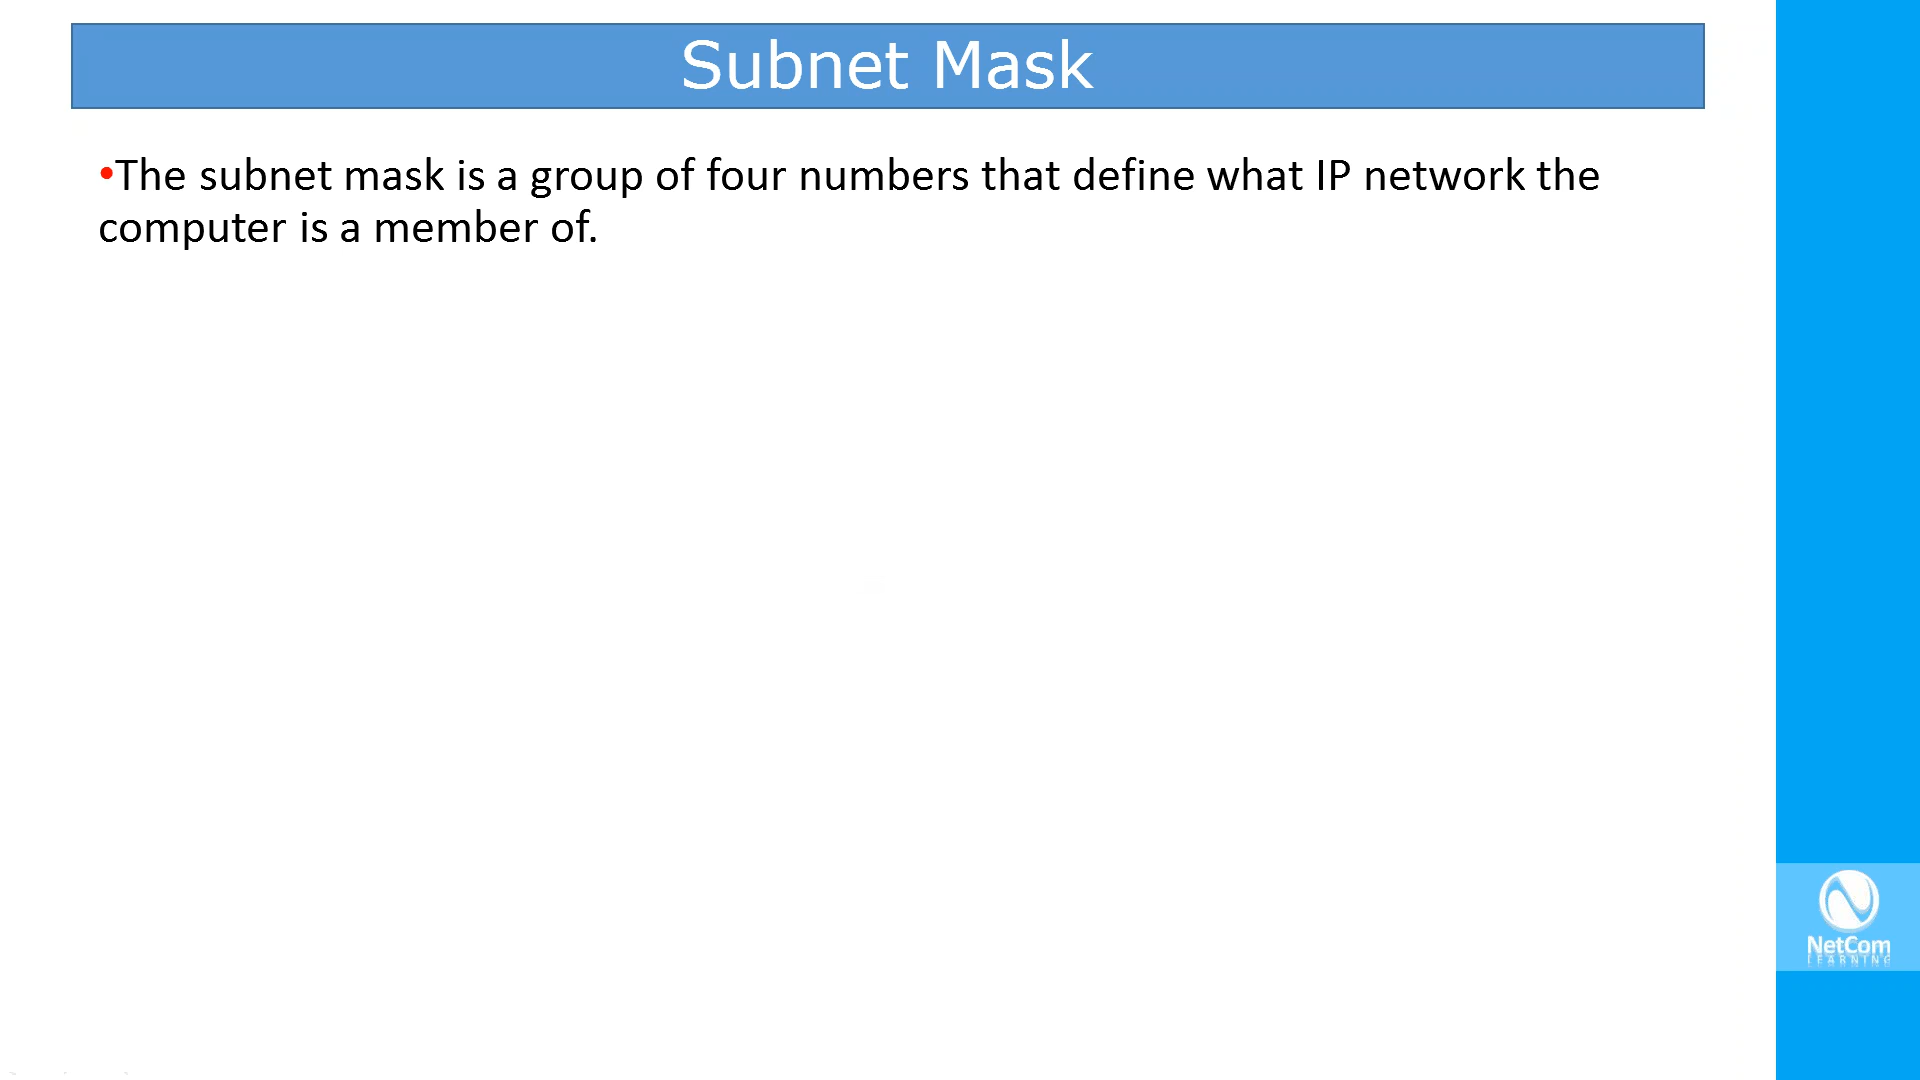 Subnet Mask
•The subnet mask is a group of four numbers that define what IP network the
computer is a member of.
NetCom
LEARNING